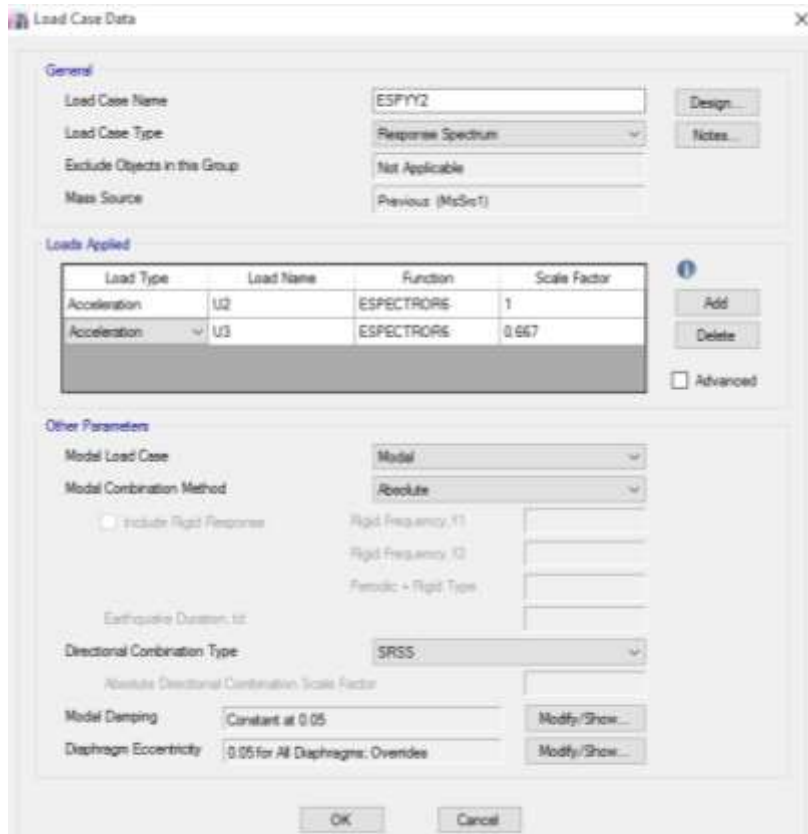 Load Case Data
General
Load Case Name ESPYY2 Design...
Load Case Type Response Spectrum Notes...
Exclude Objects in this Group Not Applicable
Mass Source Previous (MsSrc1)
Loads Applied
Load Type Load Name Function Scale Factor
Acceleration U2 ESPECTROR6 1 Add
Acceleration U3 ESPECTROR6 0.667 Delete
Advanced
Other Parameters
Modal Load Case Modal
Modal Combination Method Absolute
Include Rigid Response Rigid Frequency, f1
Rigid Frequency, f2
Periodic + Rigid Type
Earthquake Duration, td
Directional Combination Type SRSS
Absolute Directional Combination Scale Factor
Modal Damping Constant at 0.05 Modify/Show...
Diaphragm Eccentricity 0.05 for All Diaphragms; Overrides Modify/Show...
OK Cancel